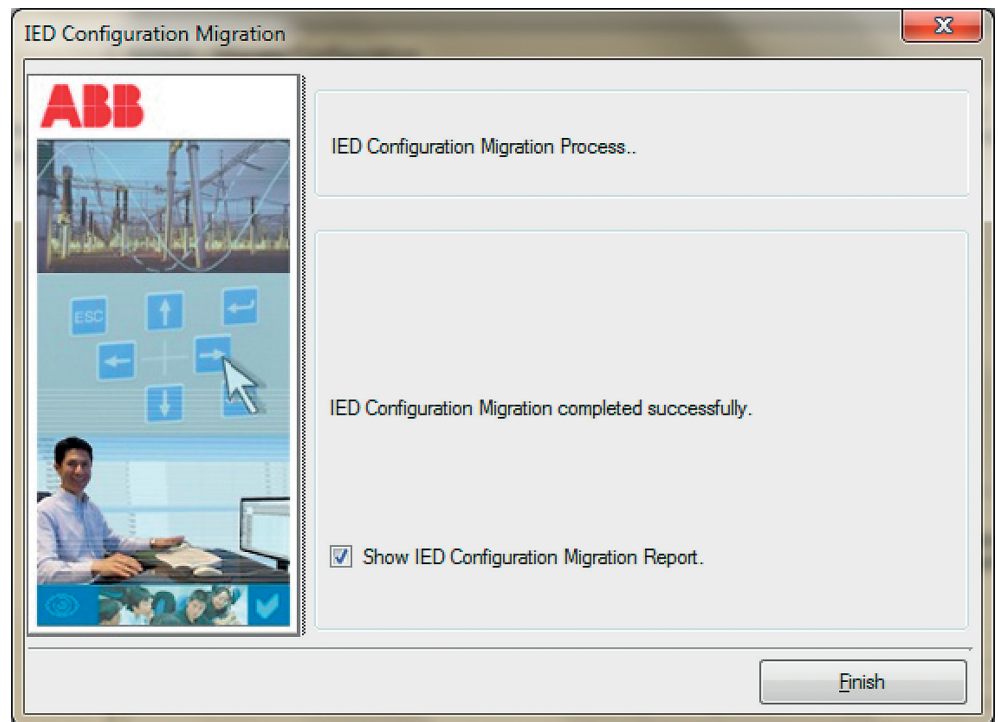 IED Configuration Migration
X
ABB
IED Configuration Migration Process..
ESC
IED Configuration Migration completed successfully.
Show IED Configuration Migration Report.
Finish